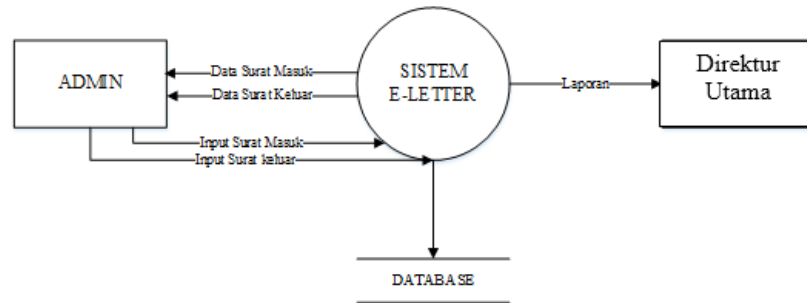 ADMIN
Data Surat Masuk
Data Surat Keluar
Input Surat Masuk
Input Surat keluar
SISTEM
E-LETTER
Laporan
Direktur
Utama
DATABASE